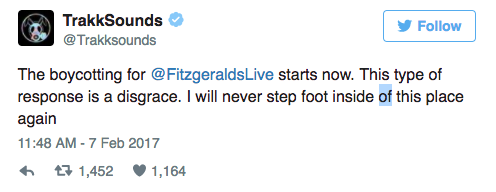 TrakkSounds
@Trakksounds
Follow
The boycotting for @FitzgeraldsLive starts now. This type of
response is a disgrace. I will never step foot inside of this place
again
11:48 AM - 7 Feb 2017
1,452 1,164